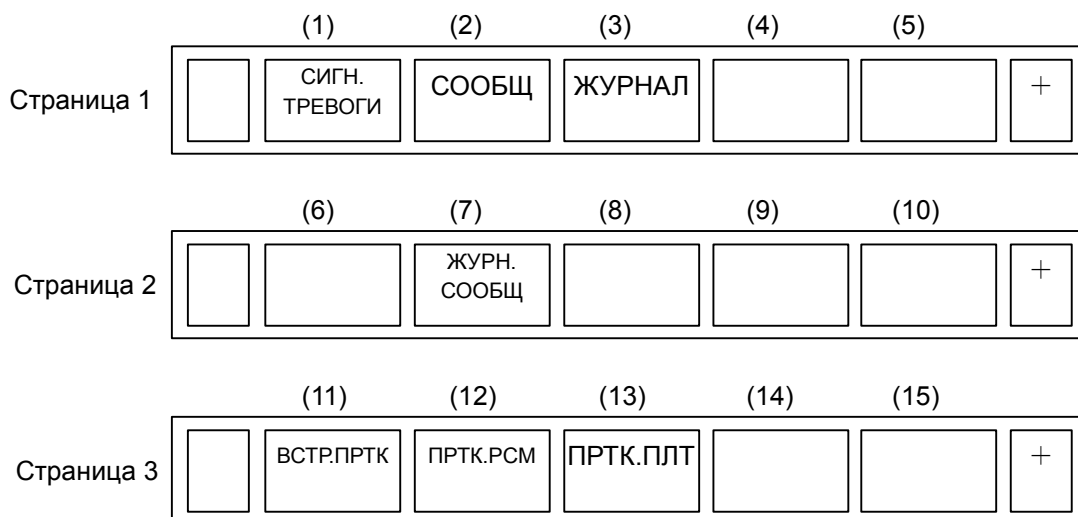 (1) (2) (3) (4) (5)
Страница 1 СИГН. ТРЕВОГИ СООБЩ ЖУРНАЛ +
(6) (7) (8) (9) (10)
Страница 2 ЖУРН. СООБЩ +
(11) (12) (13) (14) (15)
Страница 3 ВСТР.ПРТК ПРТК.PCM ПРТК.ПЛТ +